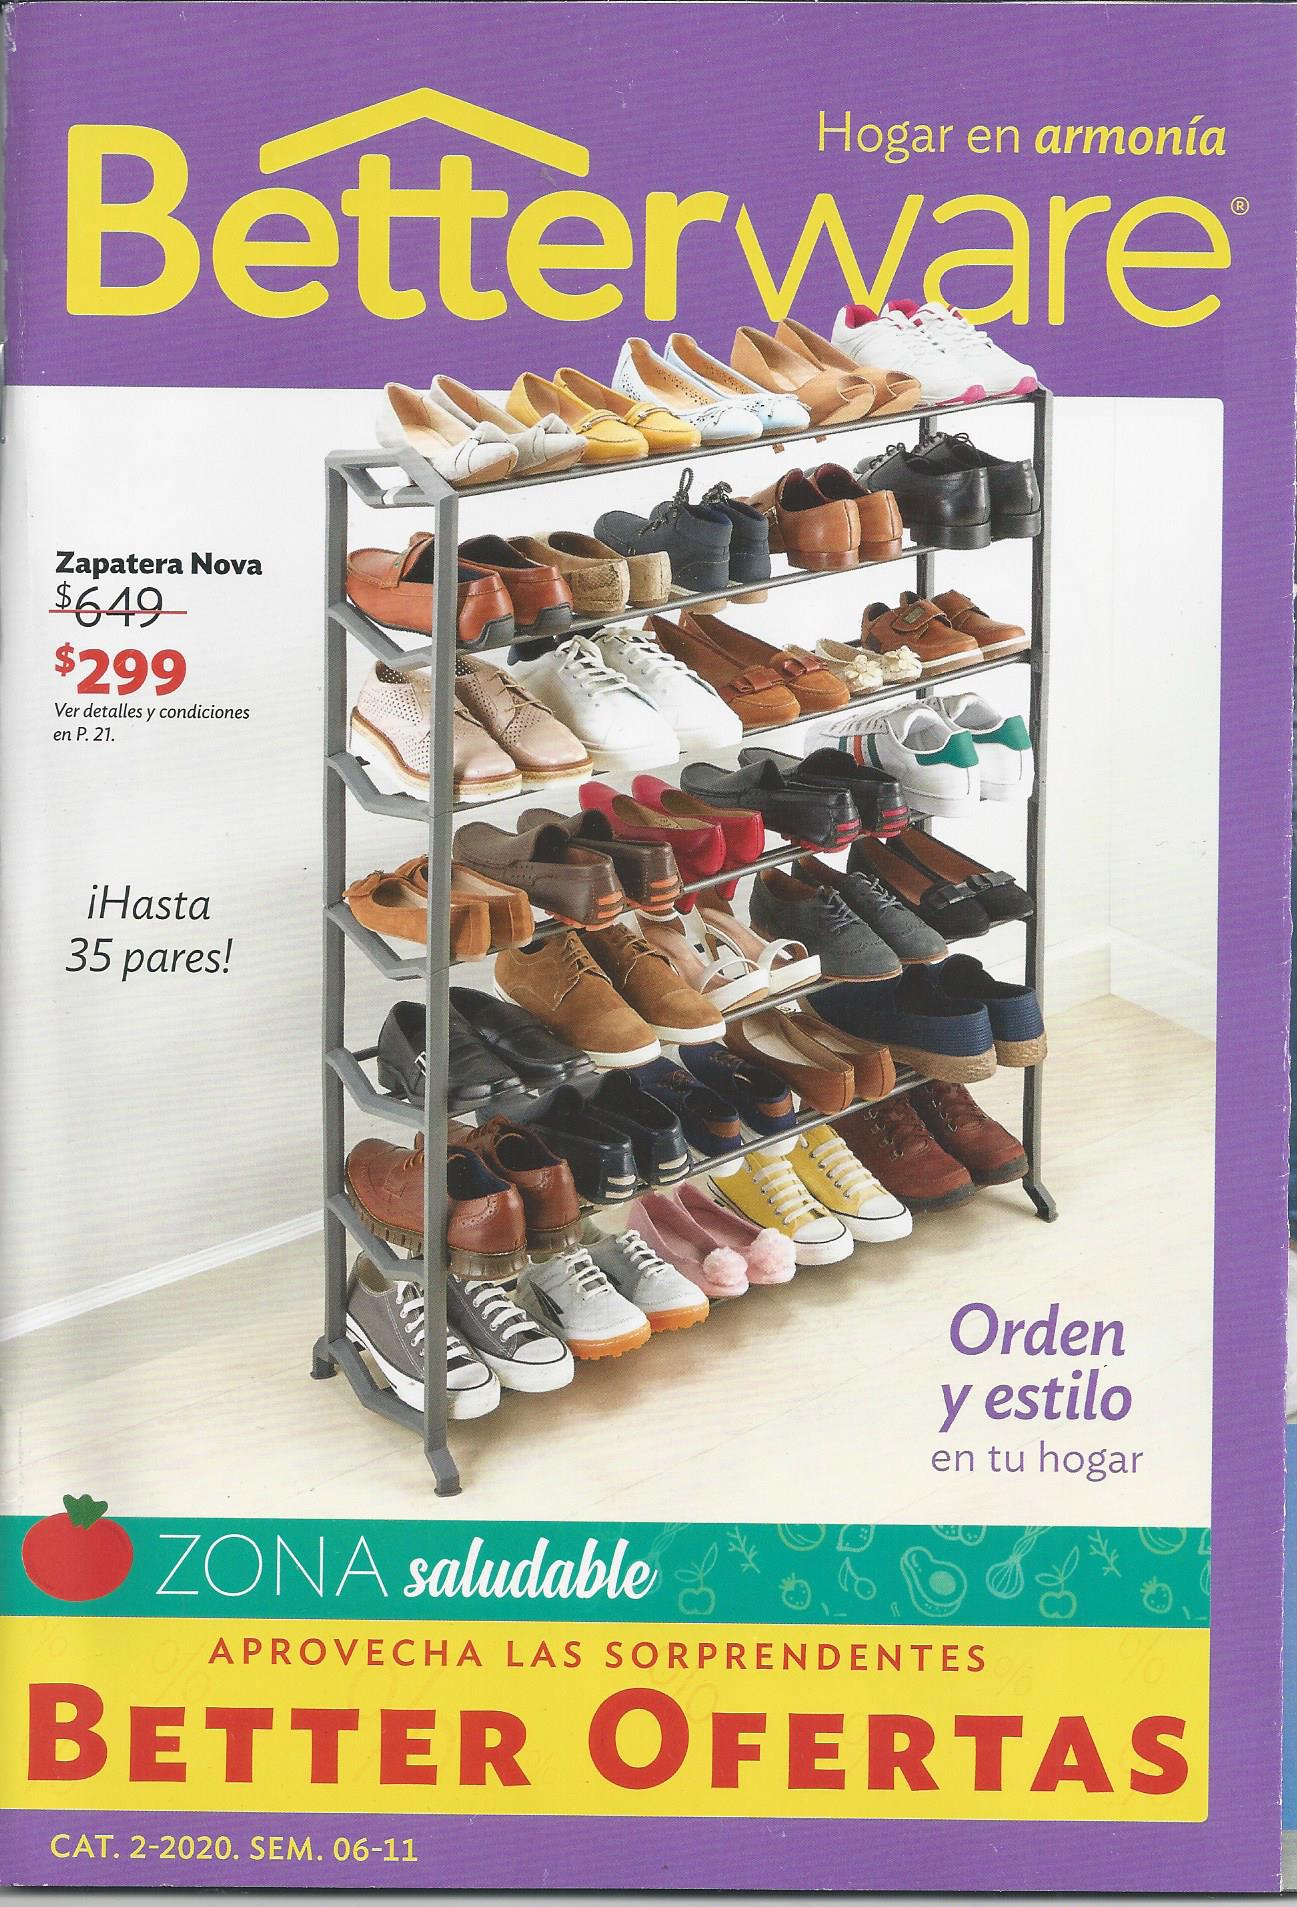 Hogar en armonía
Betterware®
Zapatera Nova
$649
$299
Ver detalles y condiciones
en P. 21.
¡Hasta
35 pares!
Orden
y estilo
en tu hogar
ZONA saludable
APROVECHA LAS SORPRENDENTES
BETTER OFERTAS
CAT. 2-2020. SEM. 06-11